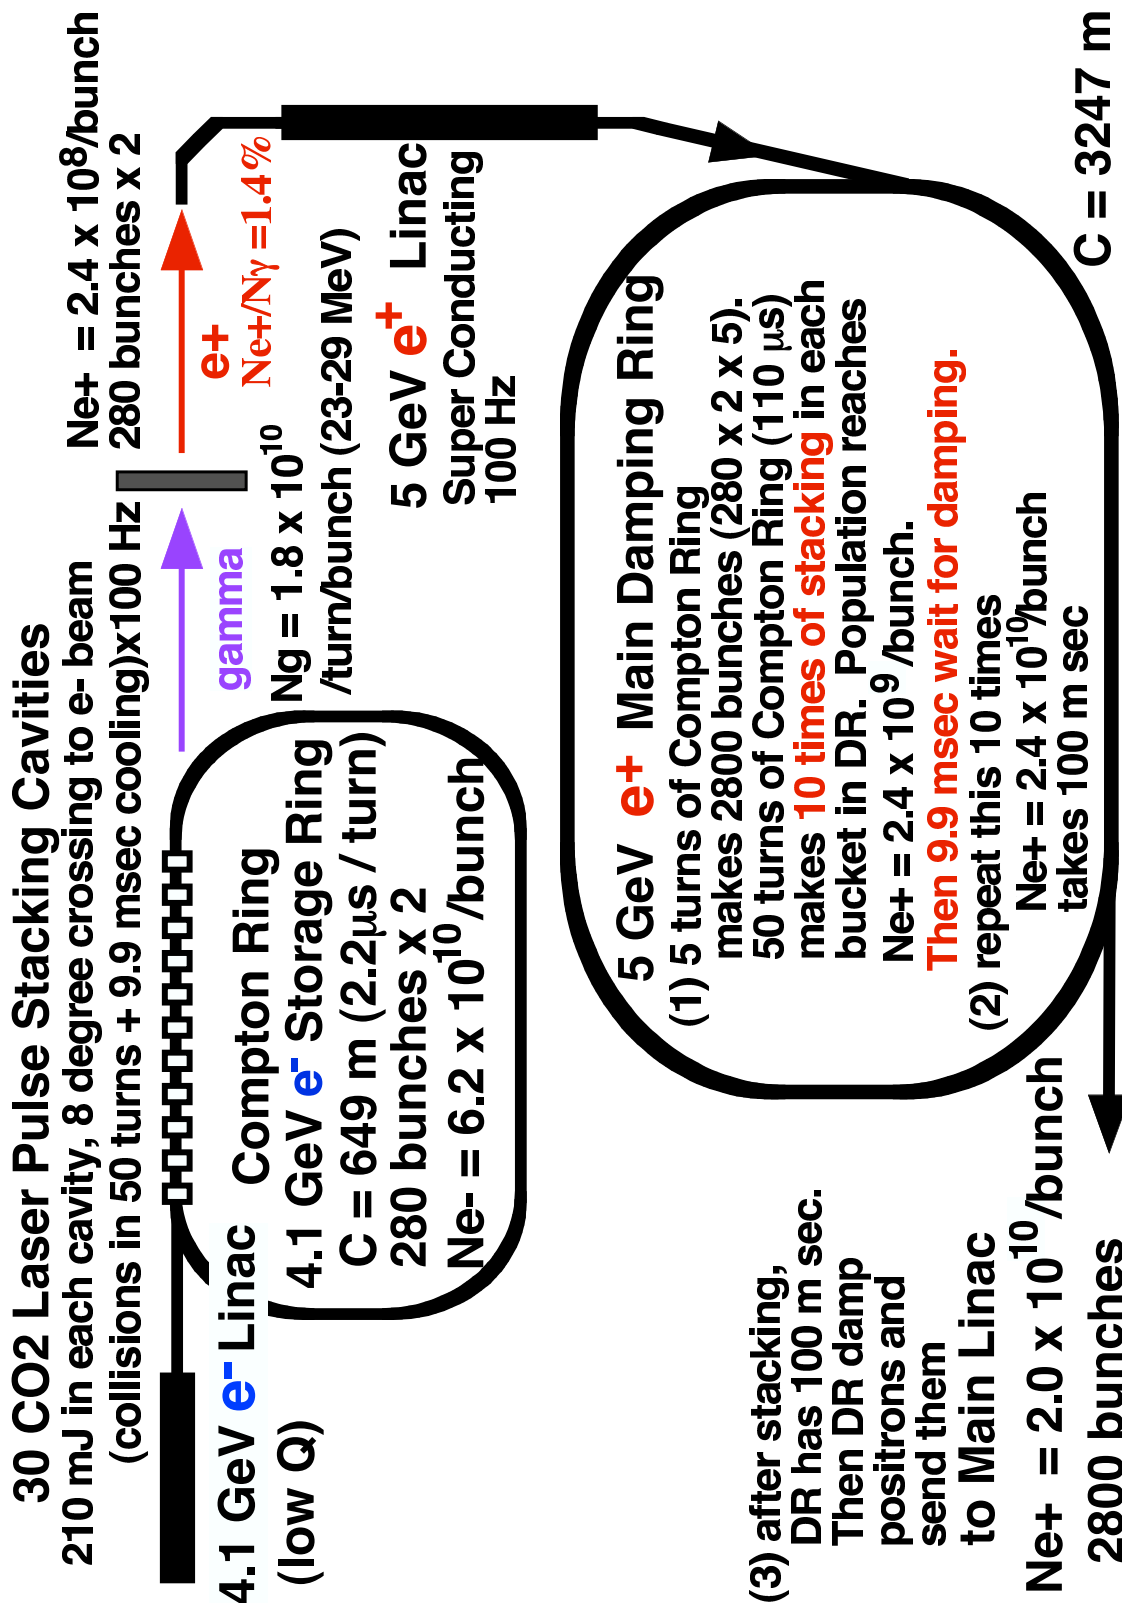 30 CO2 Laser Pulse Stacking Cavities
210 mJ in each cavity, 8 degree crossing to e- beam
(collisions in 50 turns + 9.9 msec cooling)x100 Hz
Ne+ = 2.4 x 10⁸/bunch
280 bunches x 2
gamma
e+
Ne+/Nγ =1.4%
Ng = 1.8 x 10¹⁰
/turn/bunch (23-29 MeV)
4.1 GeV e⁻ Linac
(low Q)
Compton Ring
4.1 GeV e⁻ Storage Ring
C = 649 m (2.2μs / turn)
280 bunches x 2
Ne- = 6.2 x 10¹⁰/bunch
5 GeV e⁺ Linac
Super Conducting
100 Hz
5 GeV e+ Main Damping Ring
(1) 5 turns of Compton Ring
makes 2800 bunches (280 x 2 x 5).
50 turns of Compton Ring (110 μs)
makes 10 times of stacking in each
bucket in DR. Population reaches
Ne+ = 2.4 x 10⁹ /bunch.
Then 9.9 msec wait for damping.
(2) repeat this 10 times
Ne+ = 2.4 x 10¹⁰/bunch
takes 100 m sec
C = 3247 m
(3) after stacking,
DR has 100 m sec.
Then DR damp
positrons and
send them
to Main Linac
Ne+ = 2.0 x 10¹⁰/bunch
2800 bunches